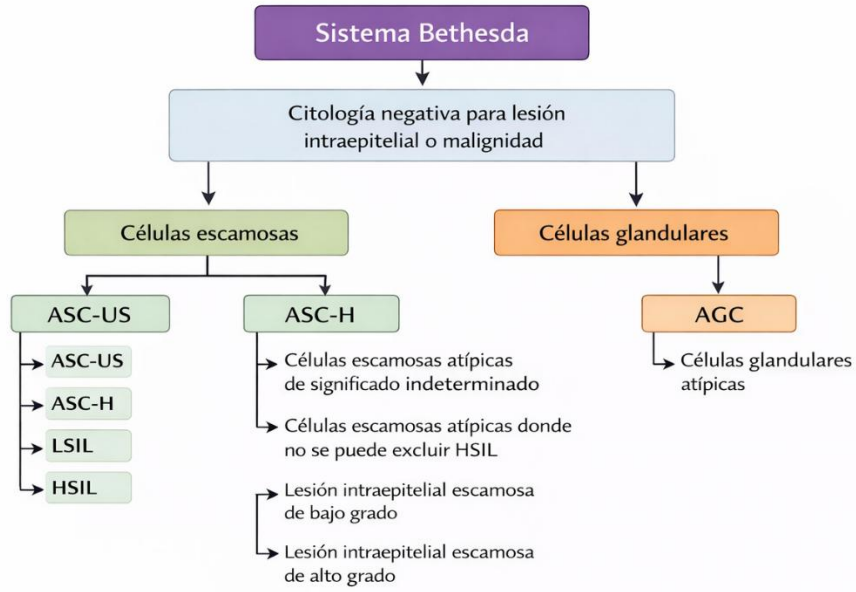 Sistema Bethesda
Citología negativa para lesión
intraepitelial o malignidad
Células escamosas
Células glandulares
ASC-US
ASC-H
AGC
ASC-US
ASC-H
LSIL
HSIL
Células escamosas atípicas
de significado indeterminado
Células escamosas atípicas donde
no se puede excluir HSIL
Lesión intraepitelial escamosa
de bajo grado
Lesión intraepitelial escamosa
de alto grado
Células glandulares
atípicas